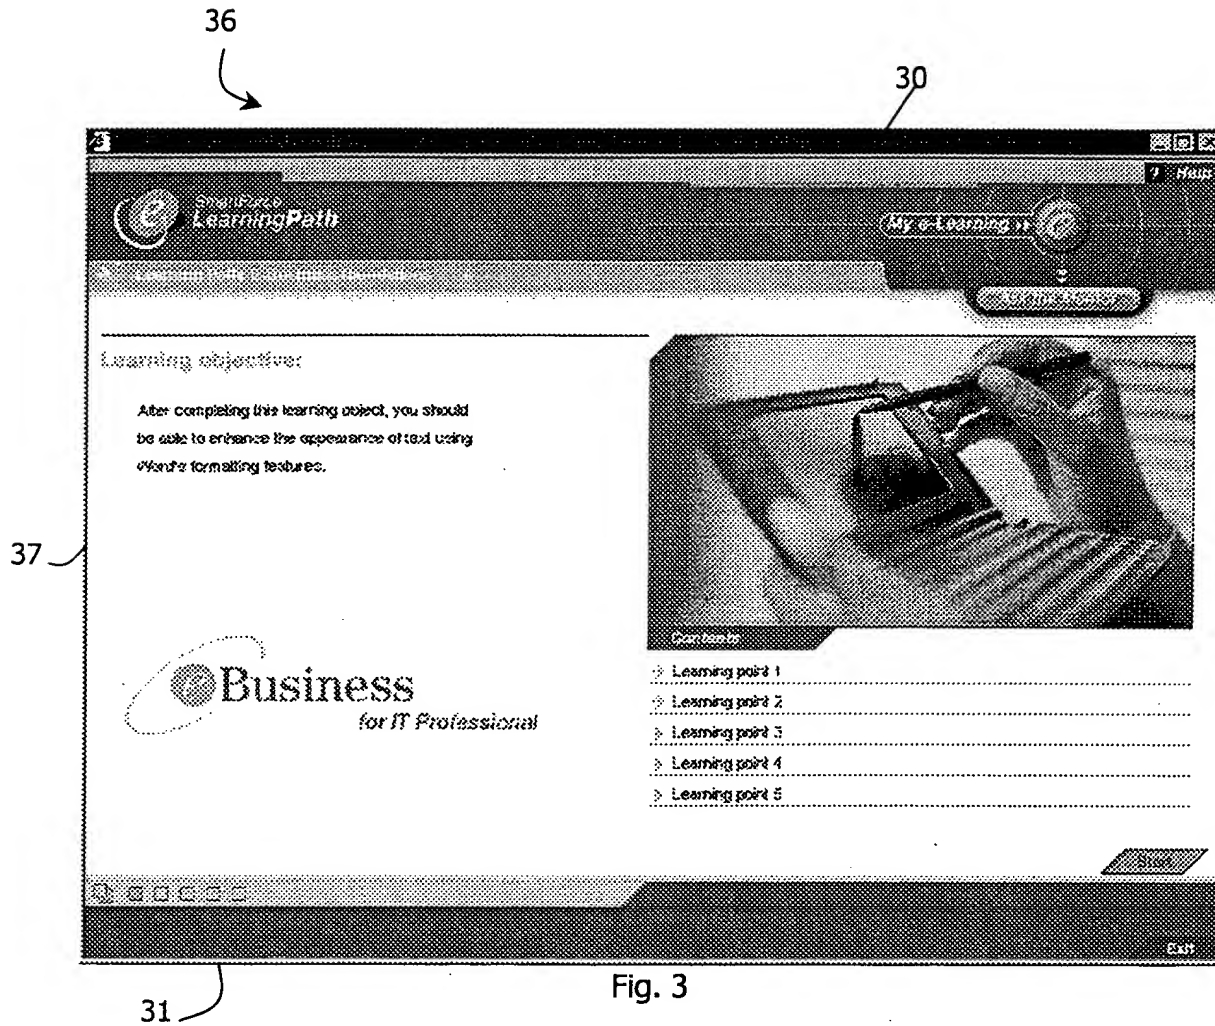 36
30
? Help
SmartForce
LearningPath
My e-Learning »
Learning objective:
After completing this learning object, you should
be able to enhance the appearance of text using
Word's formatting features.
37
Contents
Learning point 1
Learning point 2
Learning point 3
Learning point 4
Learning point 5
e Business
for IT Professional
Start
Exit
31
Fig. 3